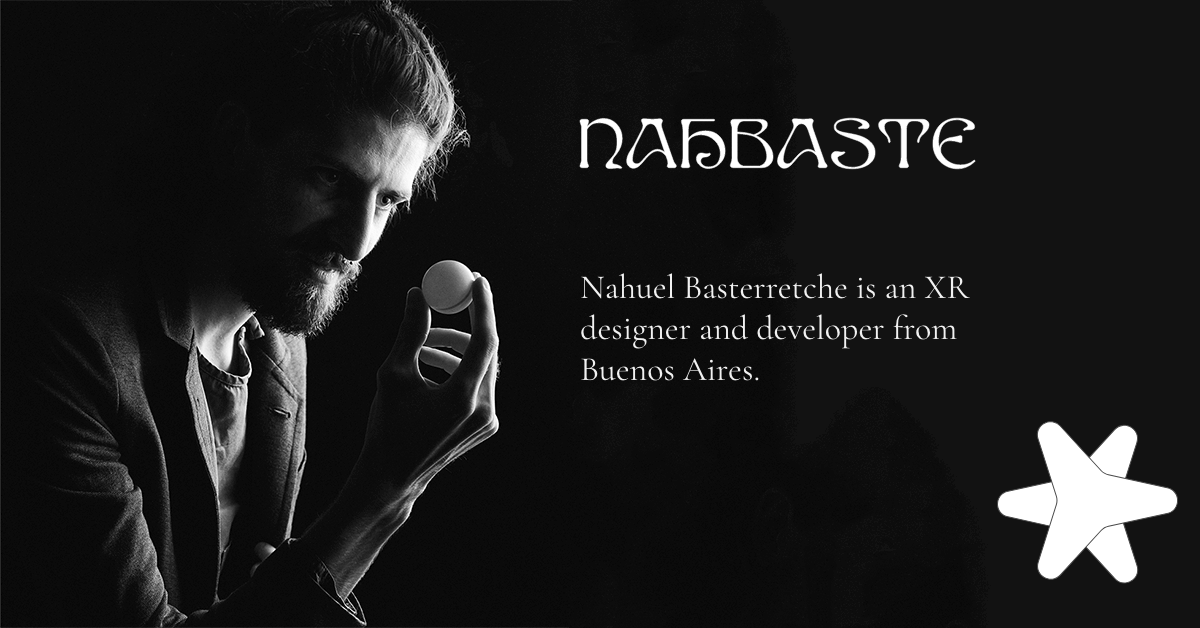 NAHBASTE
Nahuel Basterretche is an XR
designer and developer from
Buenos Aires.